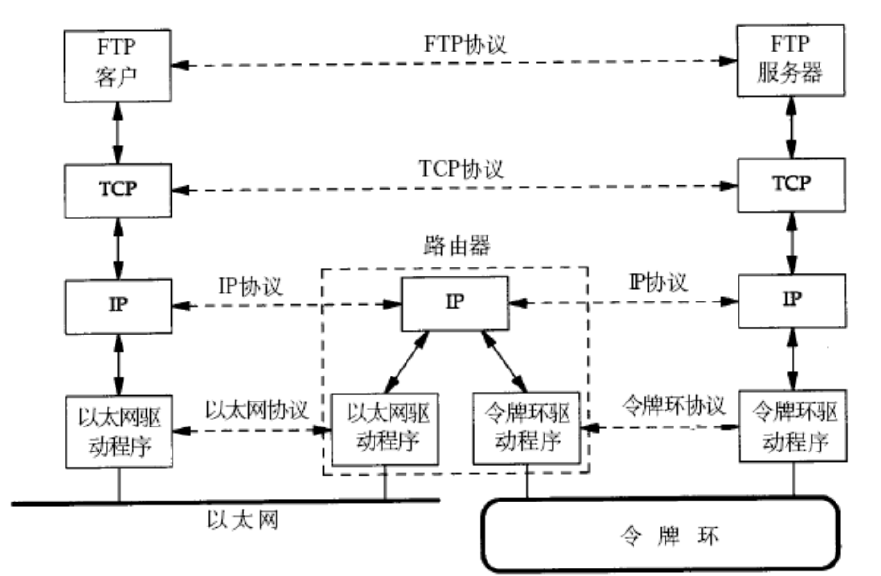 FTP
客户
FTP协议
FTP
服务器
TCP
TCP协议
TCP
路由器
IP
IP协议
IP
IP协议
IP
以太网驱
动程序
以太网协议
以太网驱
动程序
令牌环驱
动程序
令牌环协议
令牌环驱
动程序
以太网
令牌环